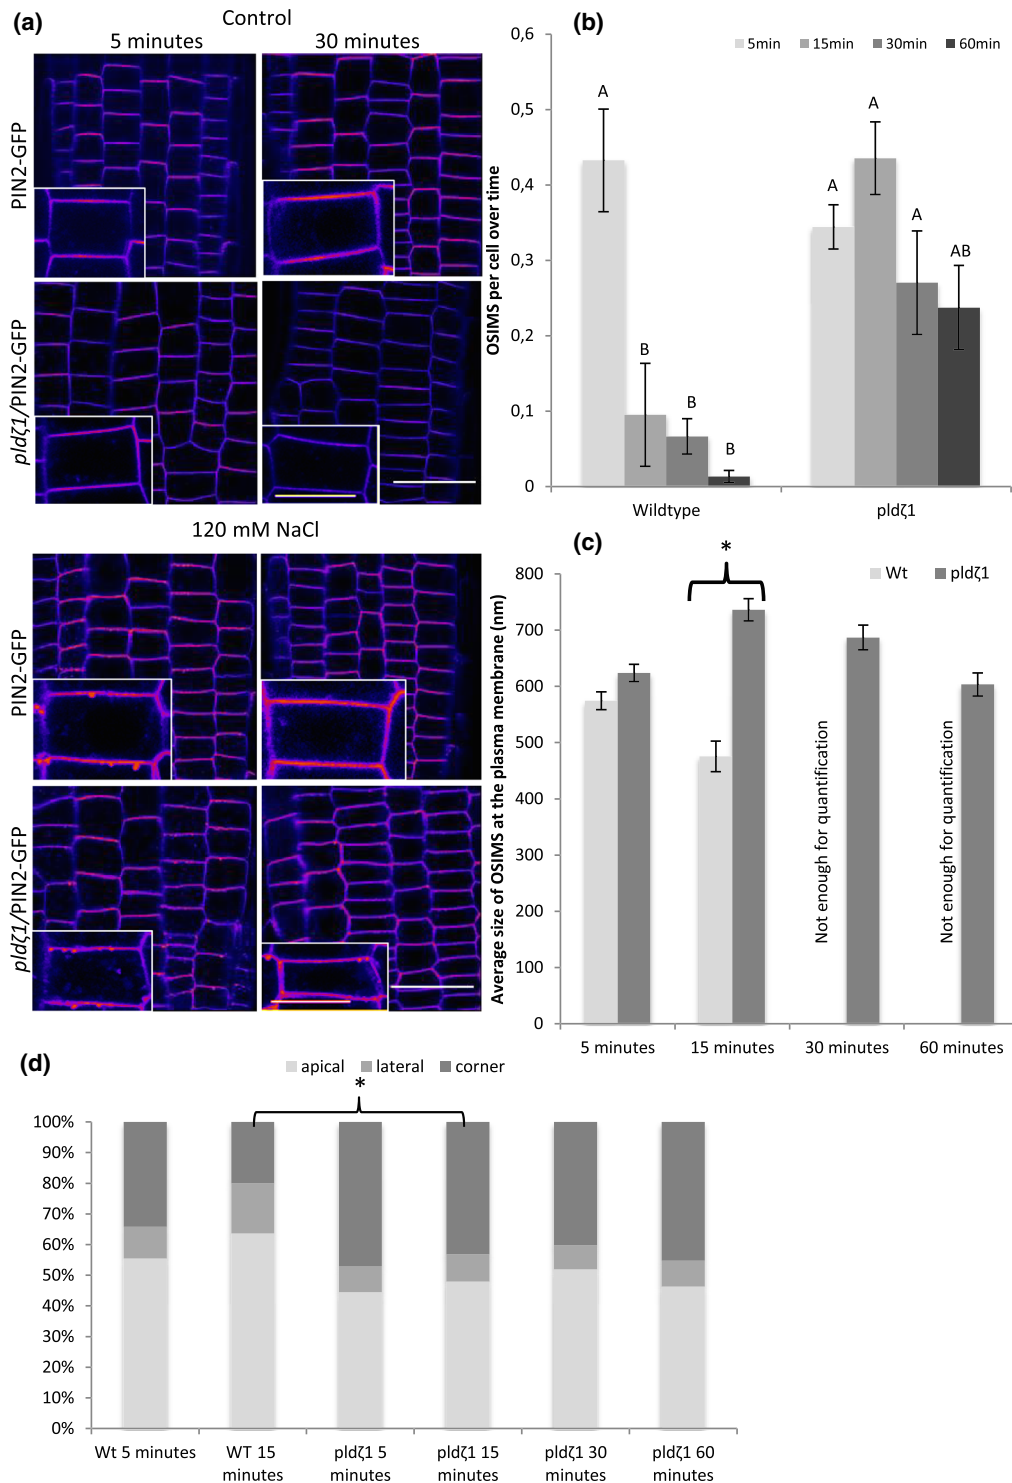 (a)
Control
5 minutes
30 minutes
PIN2-GFP
pldζ1/PIN2-GFP
120 mM NaCl
PIN2-GFP
pldζ1/PIN2-GFP
(b)
OSIMS per cell over time
0,6
0,5
0,4
0,3
0,2
0,1
0
5min
15min
30min
60min
A
B
B
B
A
A
A
AB
Wildtype
pldζ1
(c)
Average size of OSIMS at the plasma membrane (nm)
800
700
600
500
400
300
200
100
0
Wt
pldζ1
*
Not enough for quantification
Not enough for quantification
5 minutes
15 minutes
30 minutes
60 minutes
(d)
apical
lateral
corner
*
100%
90%
80%
70%
60%
50%
40%
30%
20%
10%
0%
Wt 5 minutes
WT 15
minutes
pldζ1 5
minutes
pldζ1 15
minutes
pldζ1 30
minutes
pldζ1 60
minutes